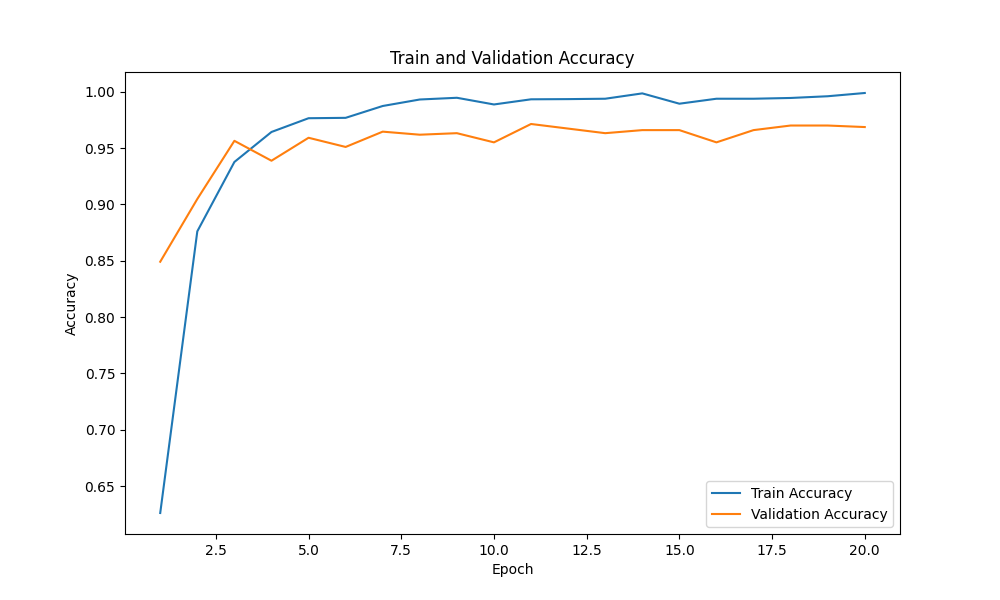 Train and Validation Accuracy
Accuracy
1.00
0.95
0.90
0.85
0.80
0.75
0.70
0.65
Train Accuracy
Validation Accuracy
2.5 5.0 7.5 10.0 12.5 15.0 17.5 20.0
Epoch